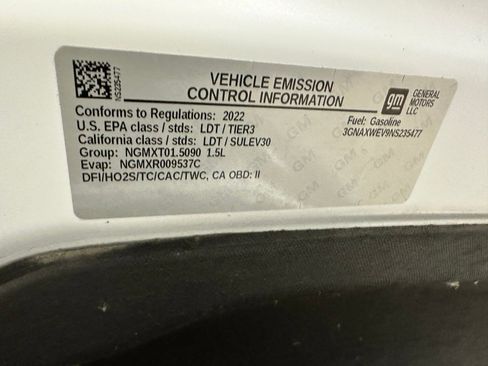 VEHICLE EMISSION
CONTROL INFORMATION
gm
GENERAL
MOTORS
LLC
NS235477
Conforms to Regulations: 2022
Fuel: Gasoline
U.S. EPA class / stds: LDT / TIER3
3GNAXWEV9NS235477
California class / stds: LDT / SULEV30
Group: NGMXT01.5090 1.5L
Evap: NGMXR009537C
DFI/HO2S/TC/CAC/TWC, CA OBD: II